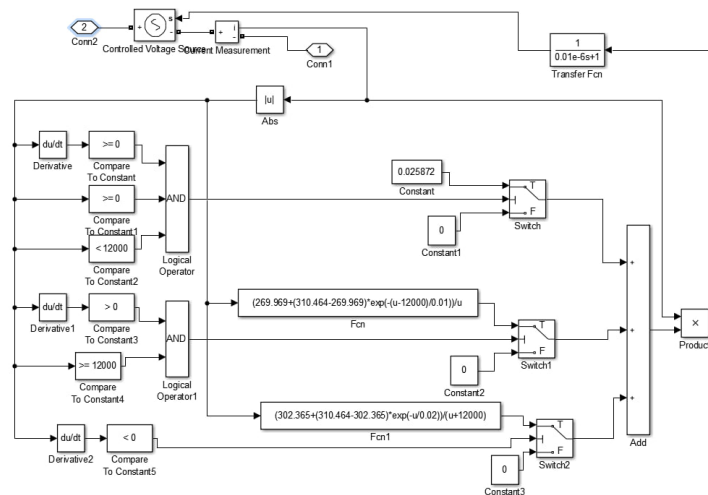 2
Conn2
+
-
s
Controlled Voltage Source
+
-
i
Current Measurement
1
Conn1
1
0.01e-6s+1
Transfer Fcn
|u|
Abs
du/dt
Derivative
>= 0
Compare
To Constant
>= 0
Compare
To Constant1
< 12000
Compare
To Constant2
AND
Logical
Operator
0.025872
Constant
0
Constant1
T
F
Switch
du/dt
Derivative1
> 0
Compare
To Constant3
>= 12000
Compare
To Constant4
AND
Logical
Operator1
(269.969+(310.464-269.969)*exp(-(u-12000)/0.01))/u
Fcn
0
Constant2
T
F
Switch1
+
+
+
Add
×
Product
du/dt
Derivative2
< 0
Compare
To Constant5
(302.365+(310.464-302.365)*exp(-u/0.02))/(u+12000)
Fcn1
0
Constant3
T
F
Switch2